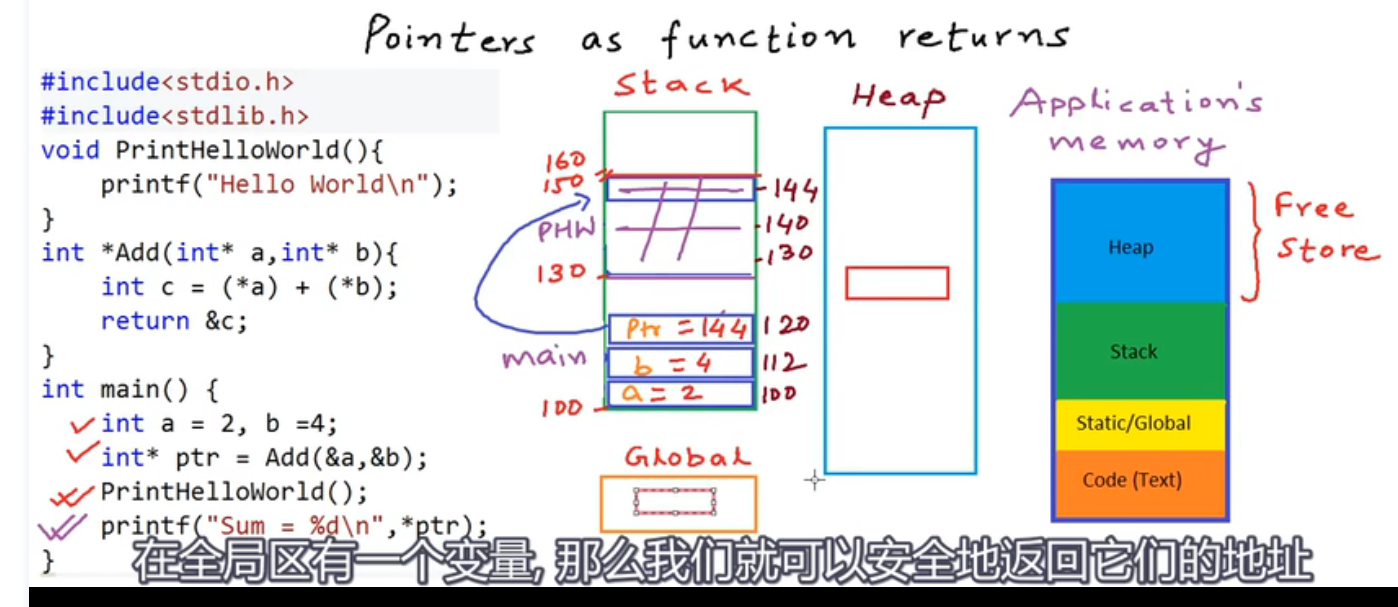 Pointers as function returns
#include<stdio.h>
#include<stdlib.h>
void PrintHelloWorld(){
    printf("Hello World\n");
}
int *Add(int* a,int* b){
    int c = (*a) + (*b);
    return &c;
}
int main() {
    int a = 2, b =4;
    int* ptr = Add(&a,&b);
    PrintHelloWorld();
    printf("Sum = %d\n",*ptr);
}
Stack
160
150
144
PHW
140
130
130
Ptr = 144
120
main
b = 4
112
a = 2
100
100
Global
Heap
Application's
memory
Heap
Free
Store
Stack
Static/Global
Code (Text)
在全局区有一个变量, 那么我们就可以安全地返回它们的地址